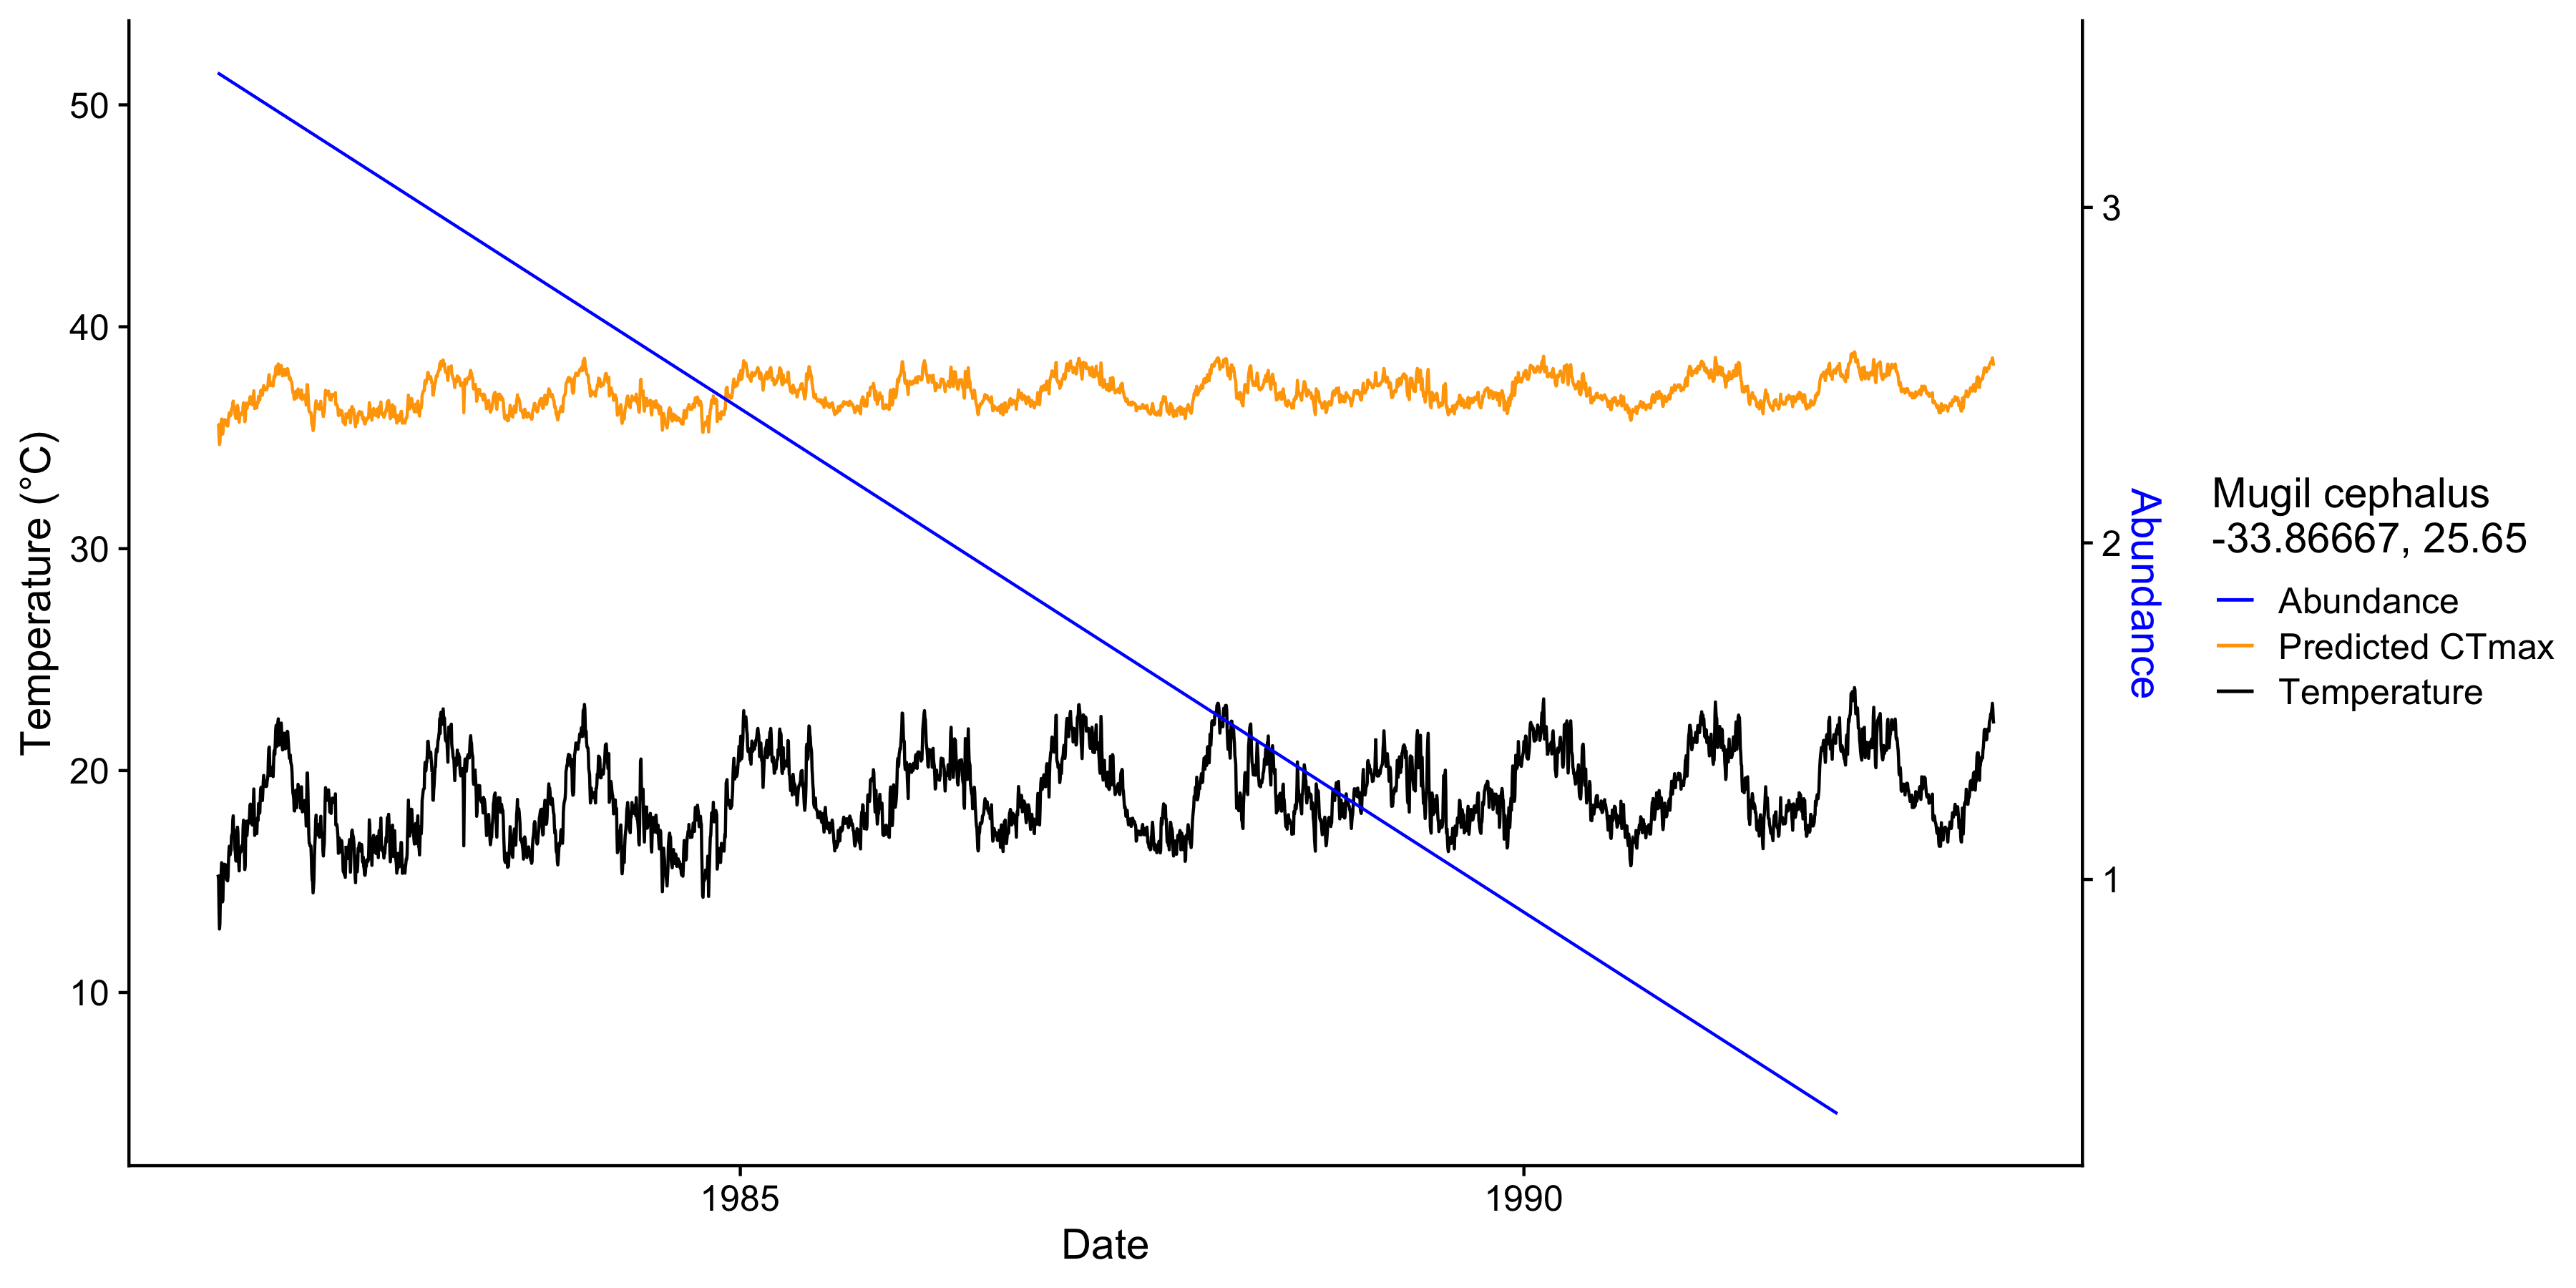 50
40
30
20
10
Temperature (°C)
1985
1990
Date
3
2
1
Abundance
Mugil cephalus
-33.86667, 25.65
Abundance
Predicted CTmax
Temperature